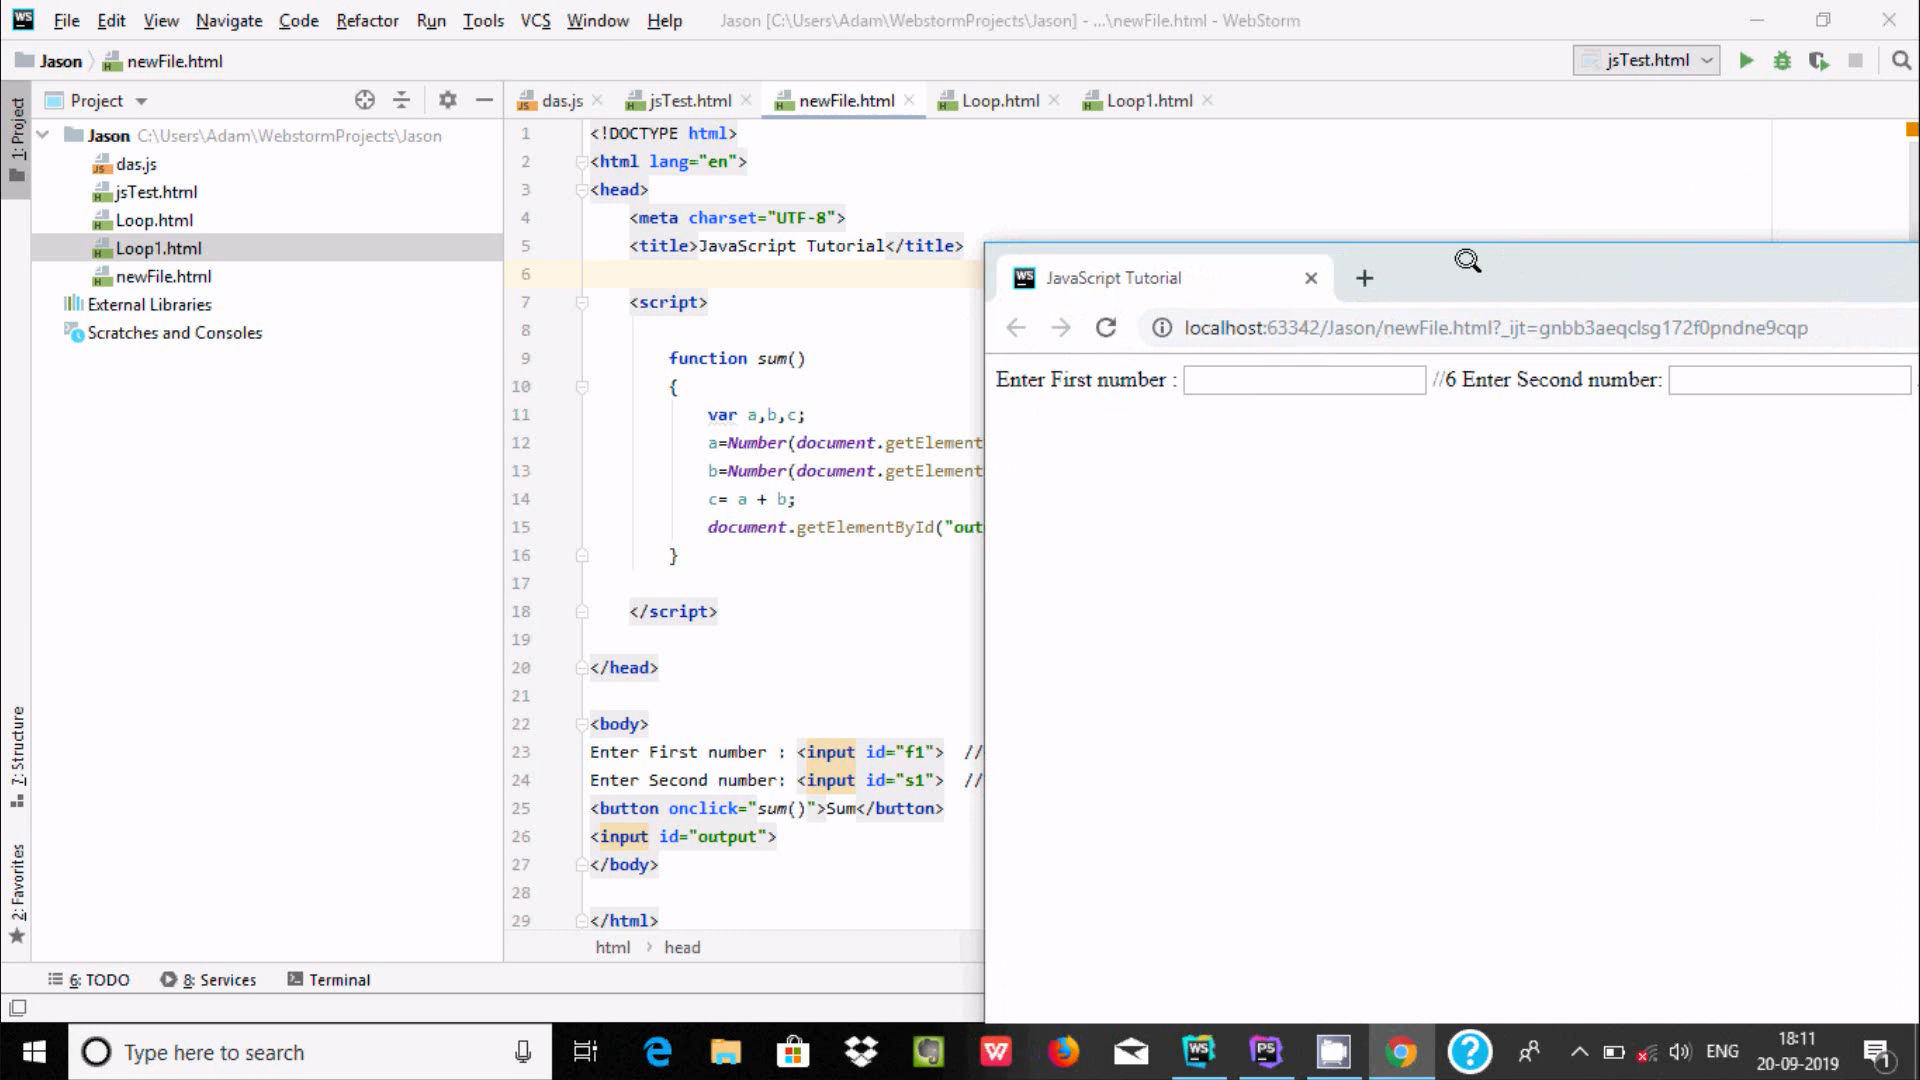 File Edit View Navigate Code Refactor Run Tools VCS Window Help Jason [C:\Users\Adam\WebstormProjects\Jason] - ...\newFile.html - WebStorm
Jason newFile.html jsTest.html
Project das.js jsTest.html newFile.html Loop.html Loop1.html
1: Project
Jason C:\Users\Adam\WebstormProjects\Jason
das.js
jsTest.html
Loop.html
Loop1.html
newFile.html
External Libraries
Scratches and Consoles
7: Structure
2: Favorites
1 <!DOCTYPE html>
2 <html lang="en">
3 <head>
4 <meta charset="UTF-8">
5 <title>JavaScript Tutorial</title>
6
7 <script>
8
9 function sum()
10 {
11 var a,b,c;
12 a=Number(document.getElement
13 b=Number(document.getElement
14 c= a + b;
15 document.getElementById("out
16 }
17
18 </script>
19
20 </head>
21
22 <body>
23 Enter First number : <input id="f1"> //
24 Enter Second number: <input id="s1"> //
25 <button onclick="sum()">Sum</button>
26 <input id="output">
27 </body>
28
29 </html>
html > head
JavaScript Tutorial
localhost:63342/Jason/newFile.html?_ijt=gnbb3aeqclsg172f0pndne9cqp
Enter First number : //6 Enter Second number:
6: TODO 8: Services Terminal
Type here to search
ENG
18:11
20-09-2019
1